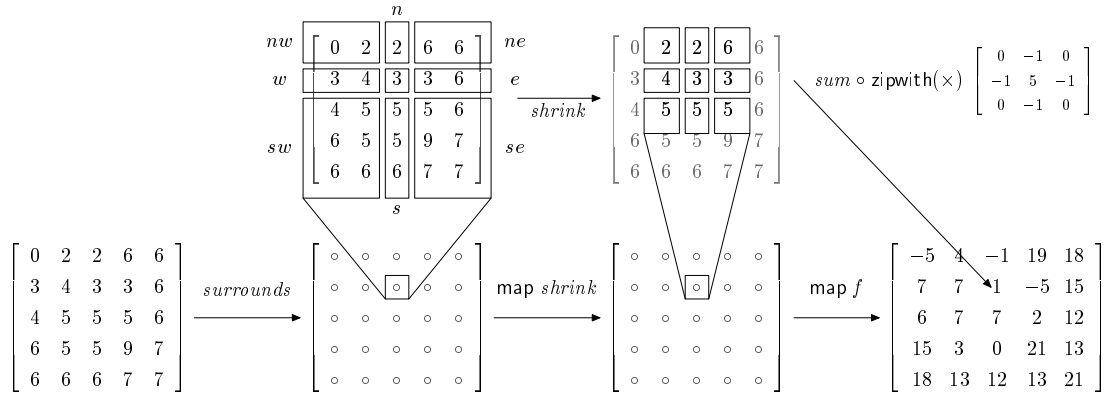 n
nw 0 2 2 6 6 ne
w 3 4 3 3 6 e
4 5 5 5 6
sw 6 5 5 9 7 se
6 6 6 7 7
s
shrink
0 2 2 6 6
3 4 3 3 6
4 5 5 5 6
6 5 5 9 7
6 6 6 7 7
sum ∘ zipwith(×)
0 −1 0
−1 5 −1
0 −1 0
0 2 2 6 6
3 4 3 3 6
4 5 5 5 6
6 5 5 9 7
6 6 6 7 7
surrounds
map shrink
map f
−5 4 −1 19 18
7 7 1 −5 15
6 7 7 2 12
15 3 0 21 13
18 13 12 13 21